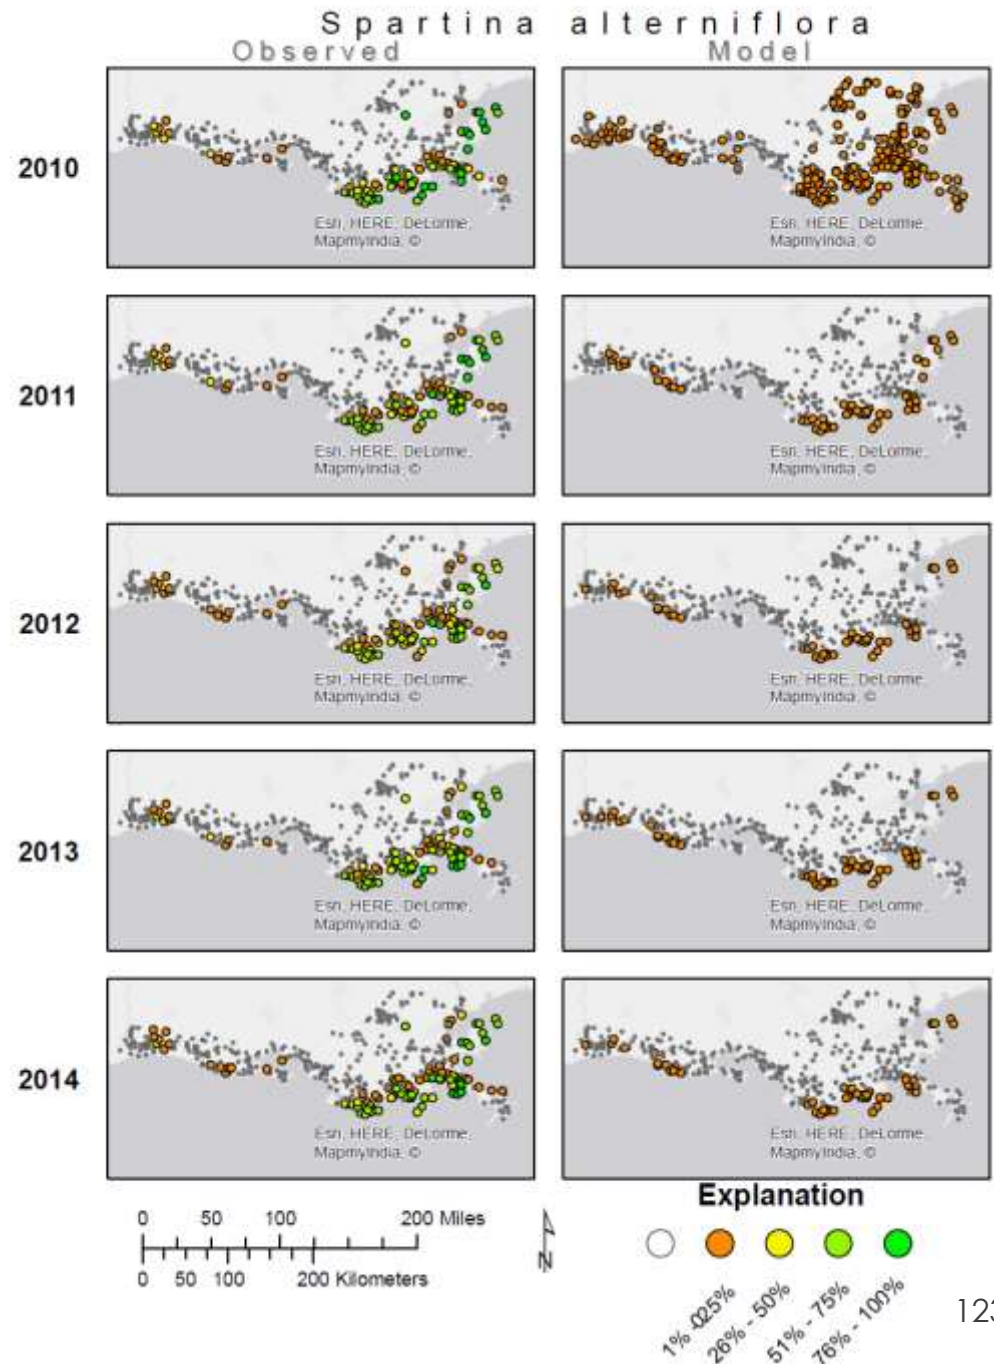 Spartina alterniflora
Observed Model
2010
Esri, HERE, DeLorme,
MapmyIndia, ©
Esri, HERE, DeLorme,
MapmyIndia, ©
2011
Esri, HERE, DeLorme,
MapmyIndia, ©
Esri, HERE, DeLorme,
MapmyIndia, ©
2012
Esri, HERE, DeLorme,
MapmyIndia, ©
Esri, HERE, DeLorme,
MapmyIndia, ©
2013
Esri, HERE, DeLorme,
MapmyIndia, ©
Esri, HERE, DeLorme,
MapmyIndia, ©
2014
Esri, HERE, DeLorme,
MapmyIndia, ©
Esri, HERE, DeLorme,
MapmyIndia, ©
0 50 100 200 Miles
0 50 100 200 Kilometers
N
Explanation
1% - 25%
26% - 50%
51% - 75%
76% - 100%
123